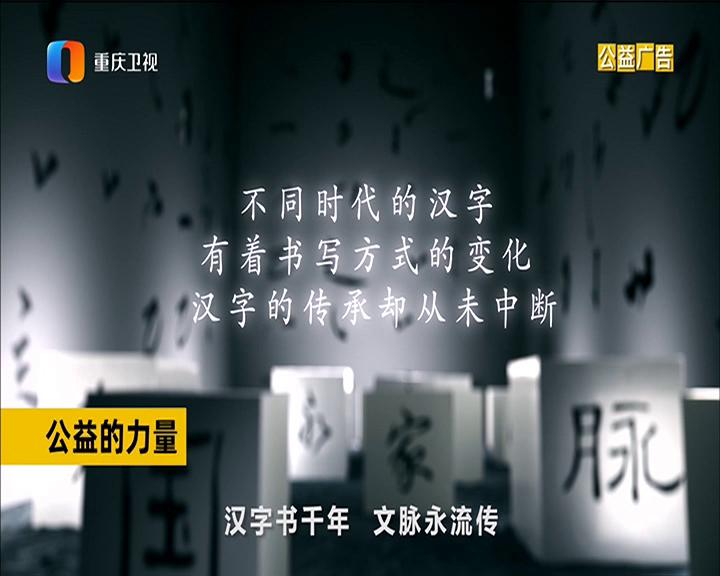 重庆卫视
公益广告
不同时代的汉字
有着书写方式的变化
汉字的传承却从未中断
公益的力量
国
永
家
脉
汉字书千年 文脉永流传